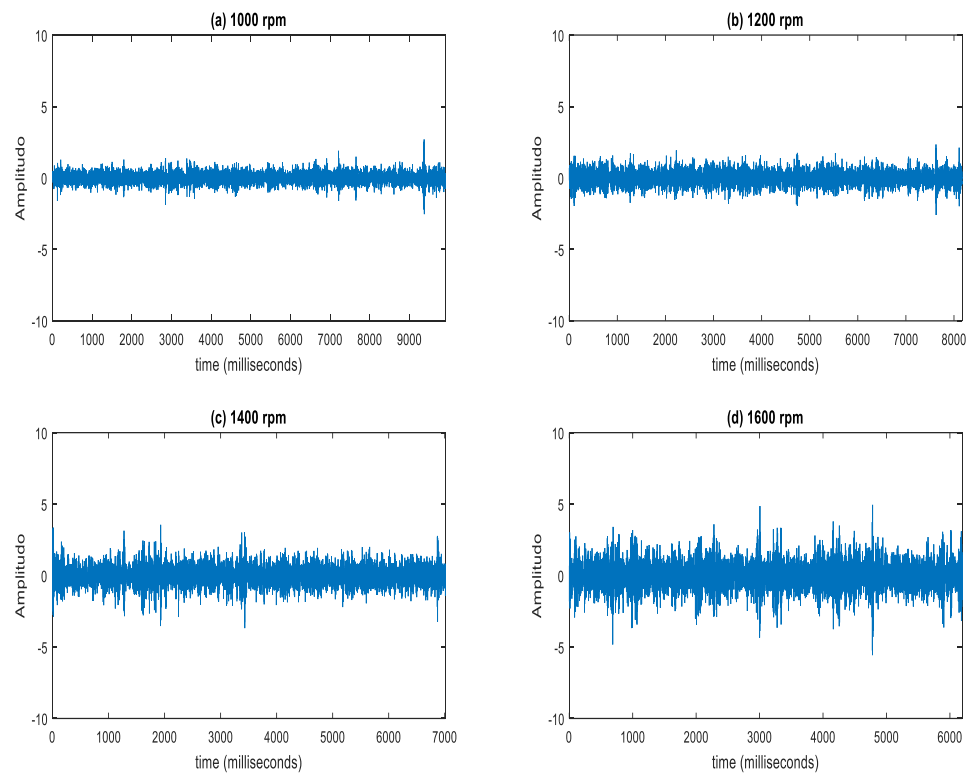 (a) 1000 rpm
10
5
0
-5
-10
Amplitudo
0 1000 2000 3000 4000 5000 6000 7000 8000 9000
time (milliseconds)
(b) 1200 rpm
10
5
0
-5
-10
Amplitudo
0 1000 2000 3000 4000 5000 6000 7000 8000
time (milliseconds)
(c) 1400 rpm
10
5
0
-5
-10
Amplitudo
0 1000 2000 3000 4000 5000 6000 7000
time (milliseconds)
(d) 1600 rpm
10
5
0
-5
-10
Amplitudo
0 1000 2000 3000 4000 5000 6000
time (milliseconds)